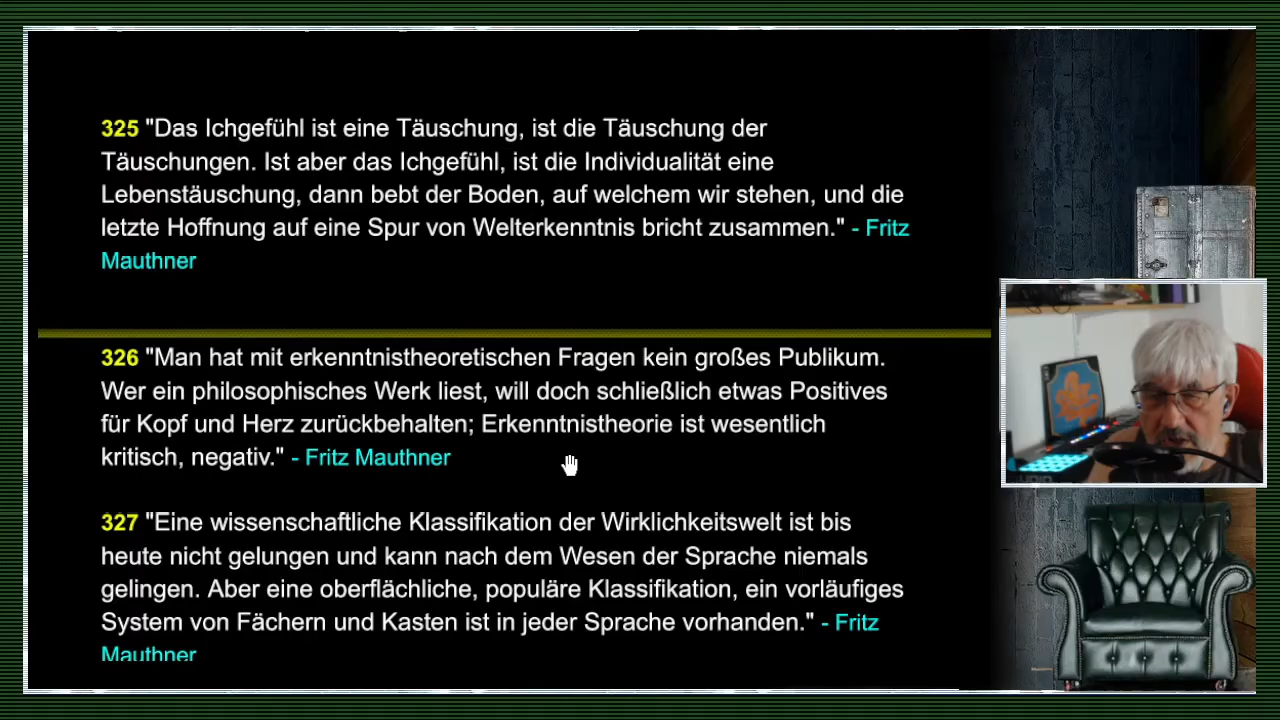 325 "Das Ichgefühl ist eine Täuschung, ist die Täuschung der
Täuschungen. Ist aber das Ichgefühl, ist die Individualität eine
Lebenstäuschung, dann bebt der Boden, auf welchem wir stehen, und die
letzte Hoffnung auf eine Spur von Welterkenntnis bricht zusammen." - Fritz
Mauthner
326 "Man hat mit erkenntnistheoretischen Fragen kein großes Publikum.
Wer ein philosophisches Werk liest, will doch schließlich etwas Positives
für Kopf und Herz zurückbehalten; Erkenntnistheorie ist wesentlich
kritisch, negativ." - Fritz Mauthner
327 "Eine wissenschaftliche Klassifikation der Wirklichkeitswelt ist bis
heute nicht gelungen und kann nach dem Wesen der Sprache niemals
gelingen. Aber eine oberflächliche, populäre Klassifikation, ein vorläufiges
System von Fächern und Kasten ist in jeder Sprache vorhanden." - Fritz
Mauthner